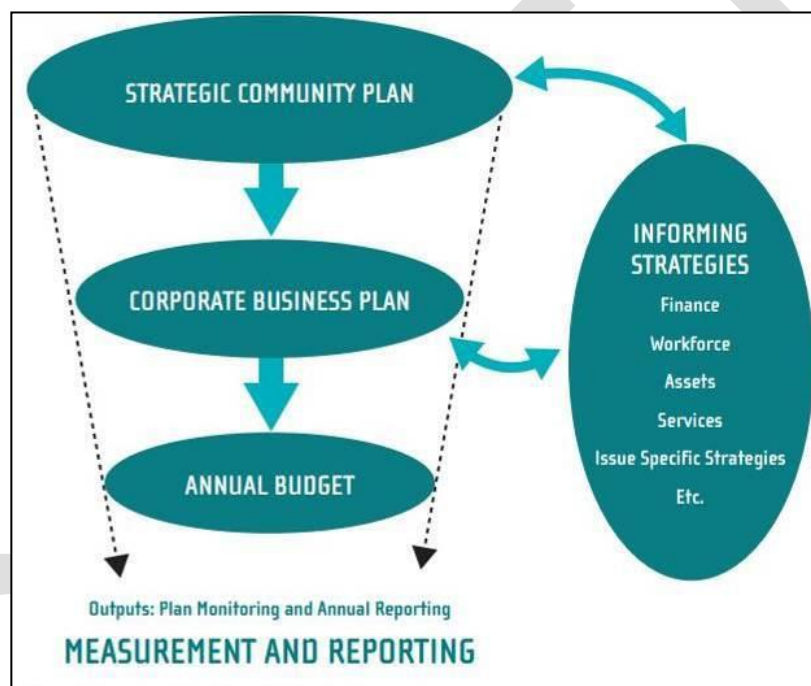 STRATEGIC COMMUNITY PLAN
CORPORATE BUSINESS PLAN
ANNUAL BUDGET
INFORMING
STRATEGIES
Finance
Workforce
Assets
Services
Issue Specific Strategies
Etc.
Outputs: Plan Monitoring and Annual Reporting
MEASUREMENT AND REPORTING